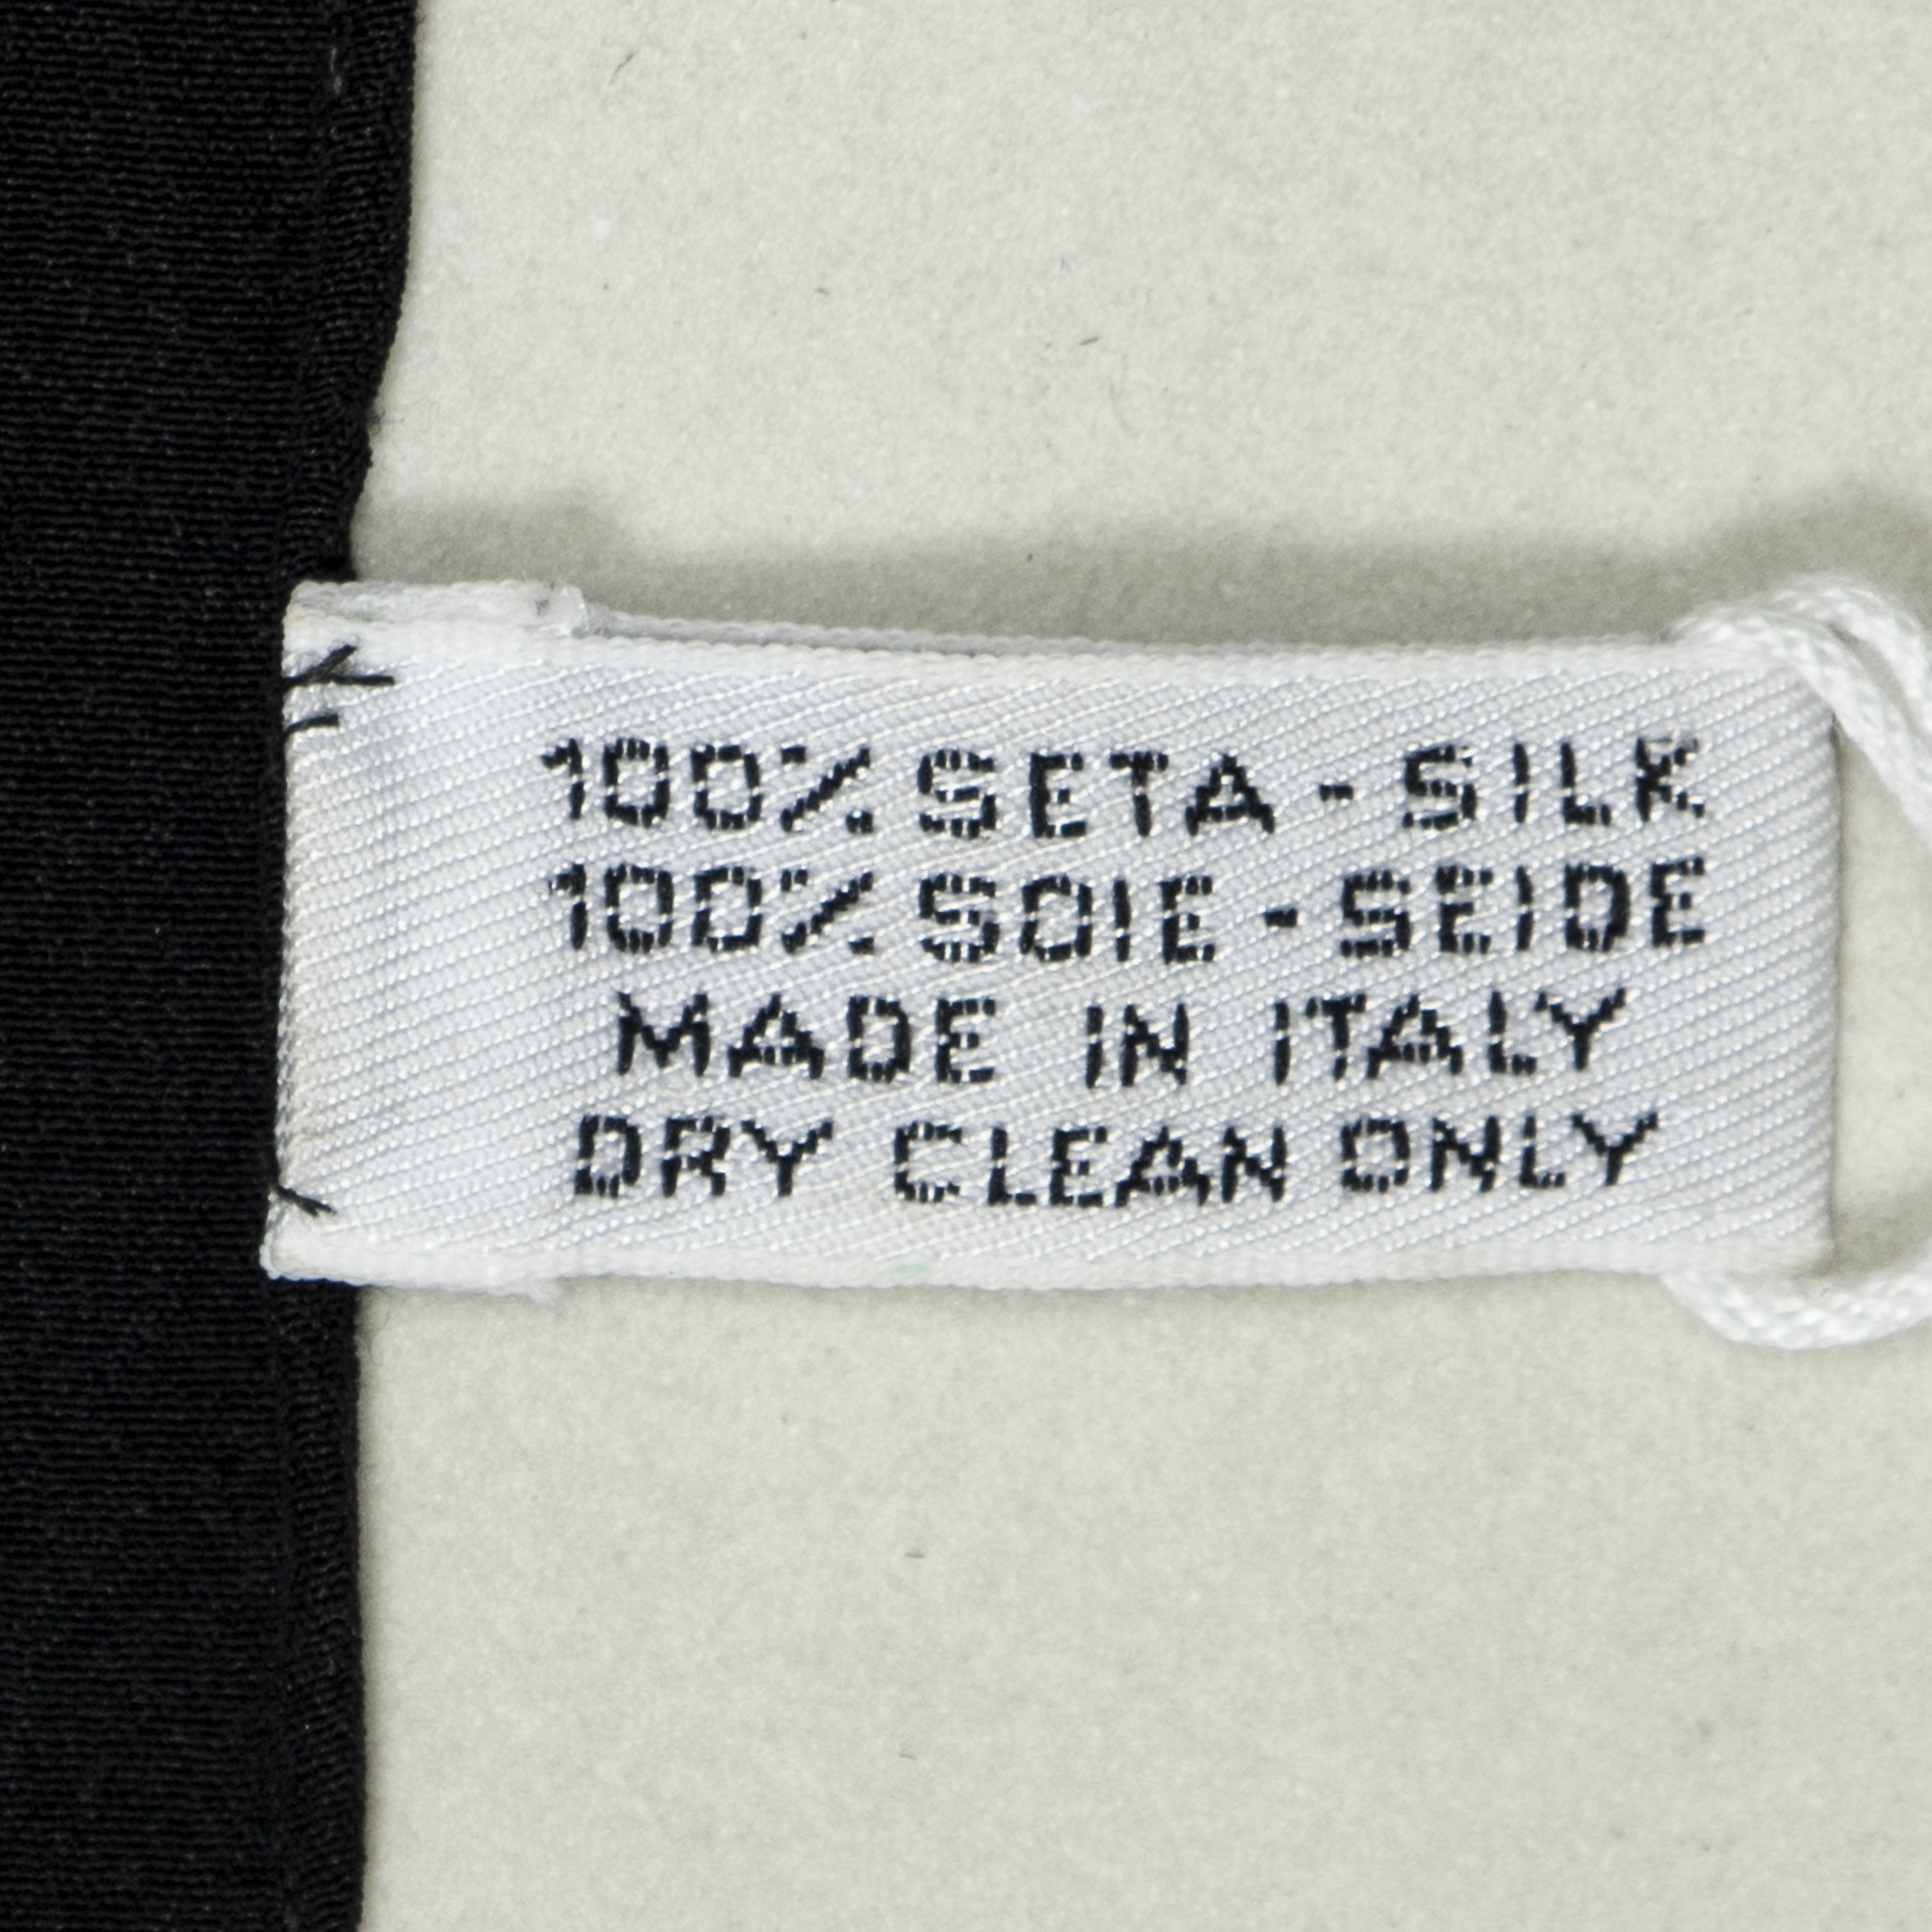 100% SETA - SILK
100% SOIE - SEIDE
MADE IN ITALY
DRY CLEAN ONLY